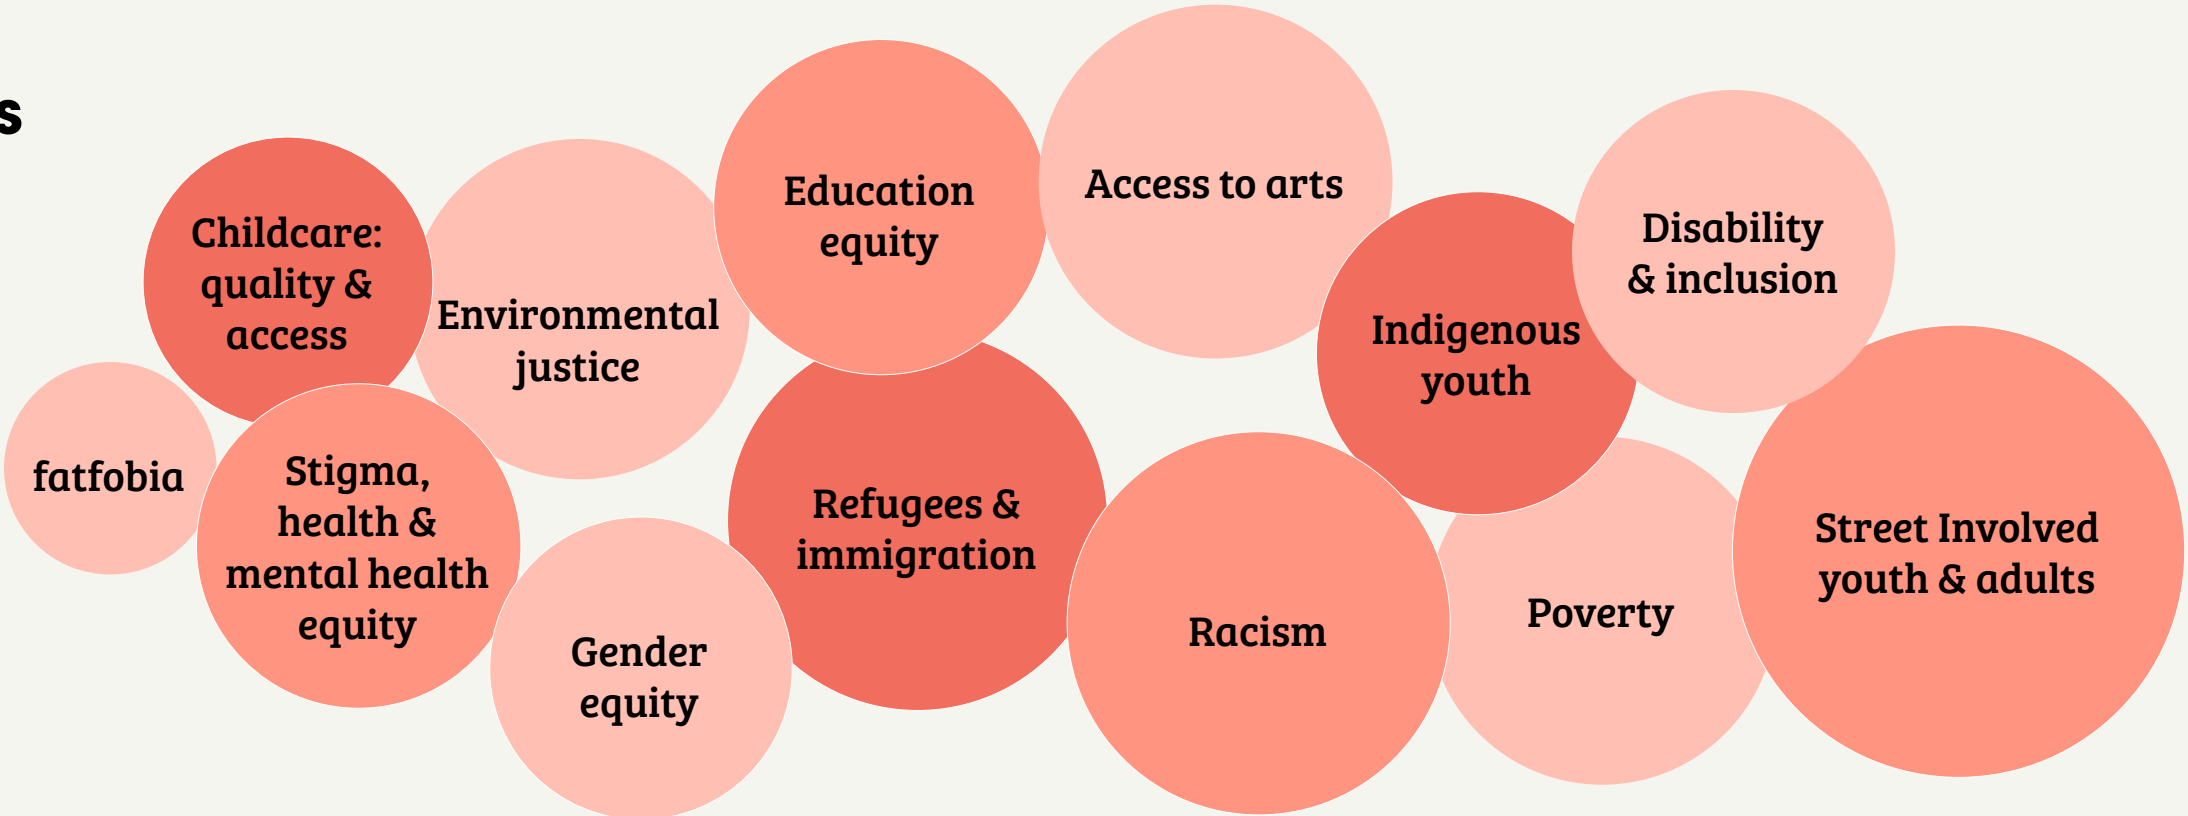 s
Childcare:
quality &
access
Environmental
justice
Education
equity
Access to arts
Indigenous
youth
Disability
& inclusion
fatfobia
Stigma,
health &
mental health
equity
Gender
equity
Refugees &
immigration
Racism
Poverty
Street Involved
youth & adults